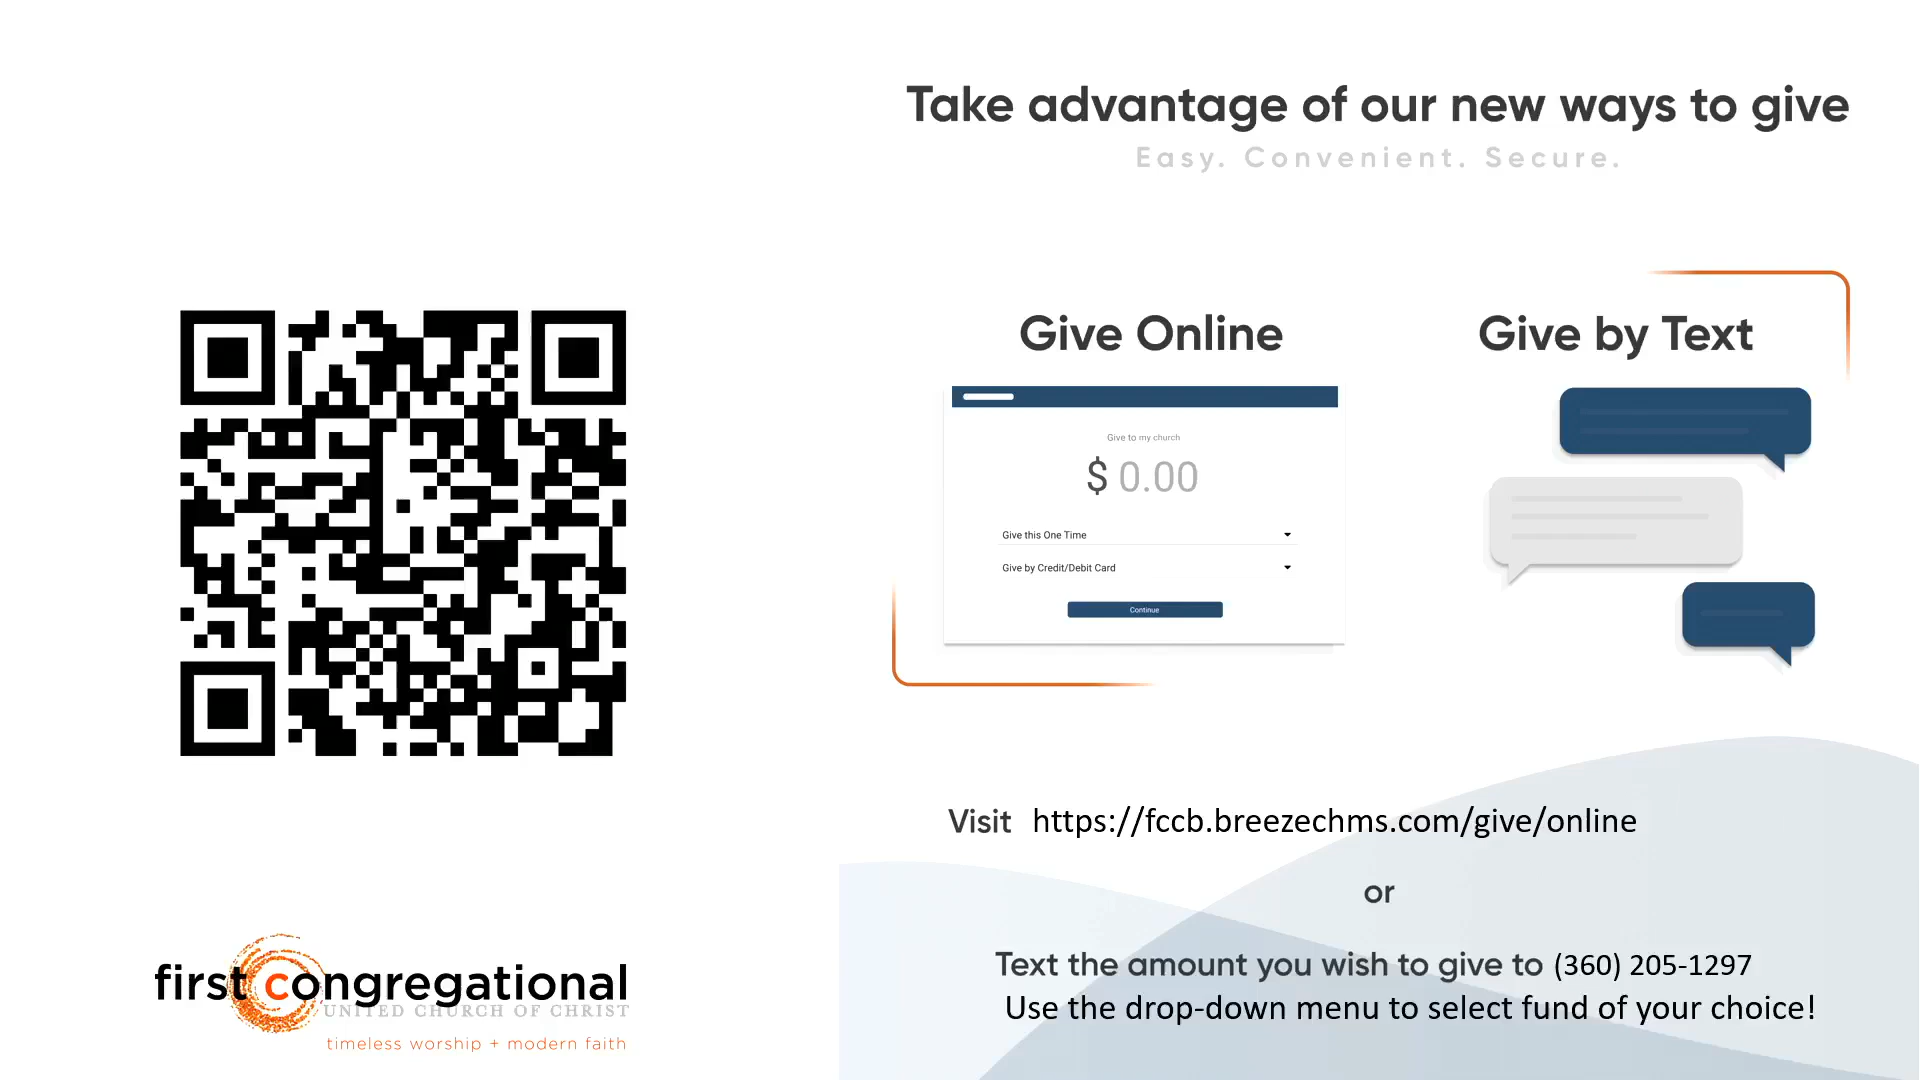 Take advantage of our new ways to give
Easy. Convenient. Secure.
Give Online
Give by Text
Give to my church
$ 0.00
Give this One Time
Give by Credit/Debit Card
Continue
Visit https://fccb.breezechms.com/give/online
or
Text the amount you wish to give to (360) 205-1297
Use the drop-down menu to select fund of your choice!
first congregational
UNITED CHURCH OF CHRIST
timeless worship + modern faith